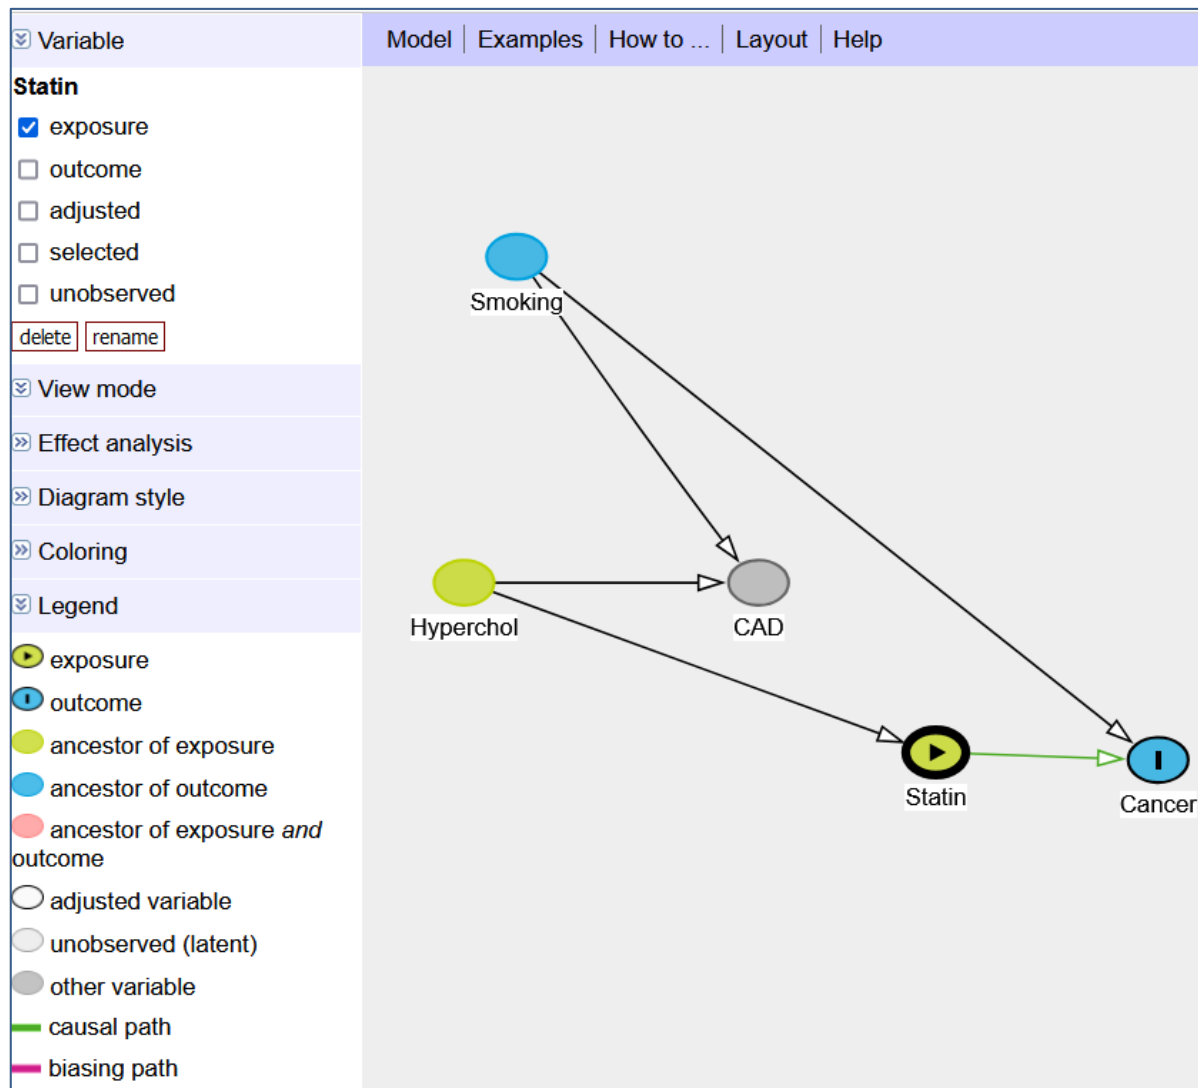 Variable
Model
Examples
How to ...
Layout
Help
Statin
exposure
outcome
adjusted
selected
unobserved
delete
rename
View mode
Effect analysis
Diagram style
Coloring
Legend
exposure
outcome
ancestor of exposure
ancestor of outcome
ancestor of exposure and
outcome
adjusted variable
unobserved (latent)
other variable
causal path
biasing path
Smoking
Hyperchol
CAD
Statin
Cancer